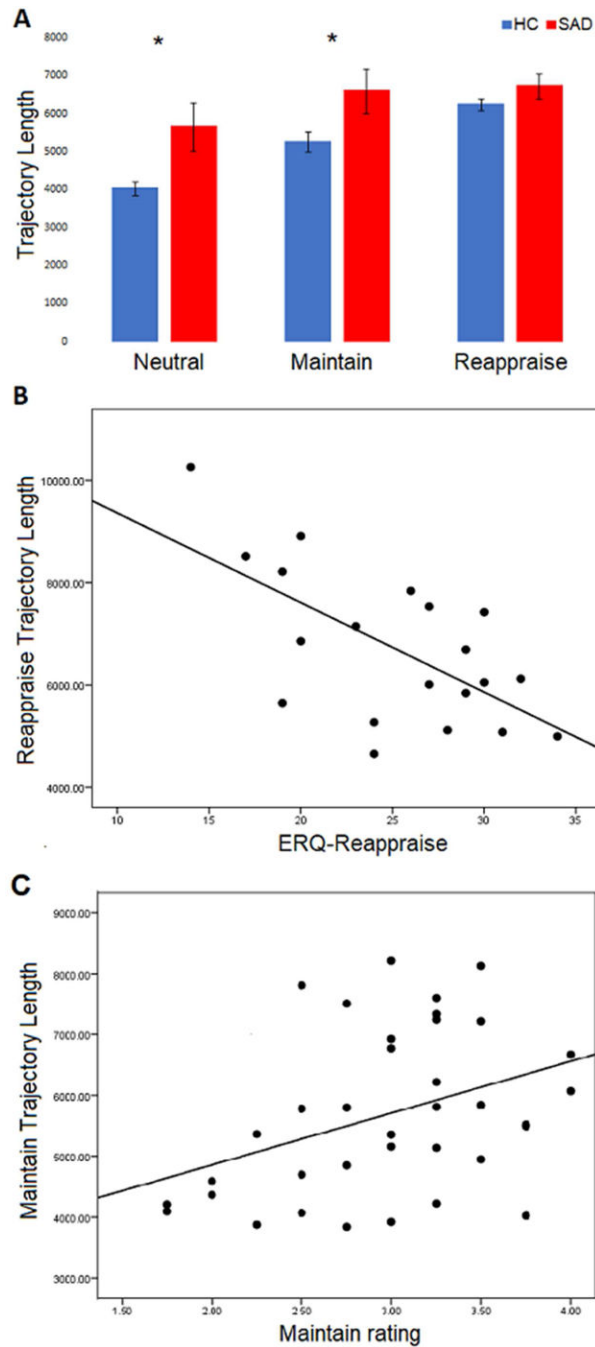 A
HC SAD
8000
7000
6000
5000
4000
3000
2000
1000
0
Trajectory Length
*
*
Neutral Maintain Reappraise
B
Reappraise Trajectory Length
10000.00
8000.00
6000.00
4000.00
10 15 20 25 30 35
ERQ-Reappraise
C
Maintain Trajectory Length
9000.00
8000.00
7000.00
6000.00
5000.00
4000.00
3000.00
1.50 2.00 2.50 3.00 3.50 4.00
Maintain rating